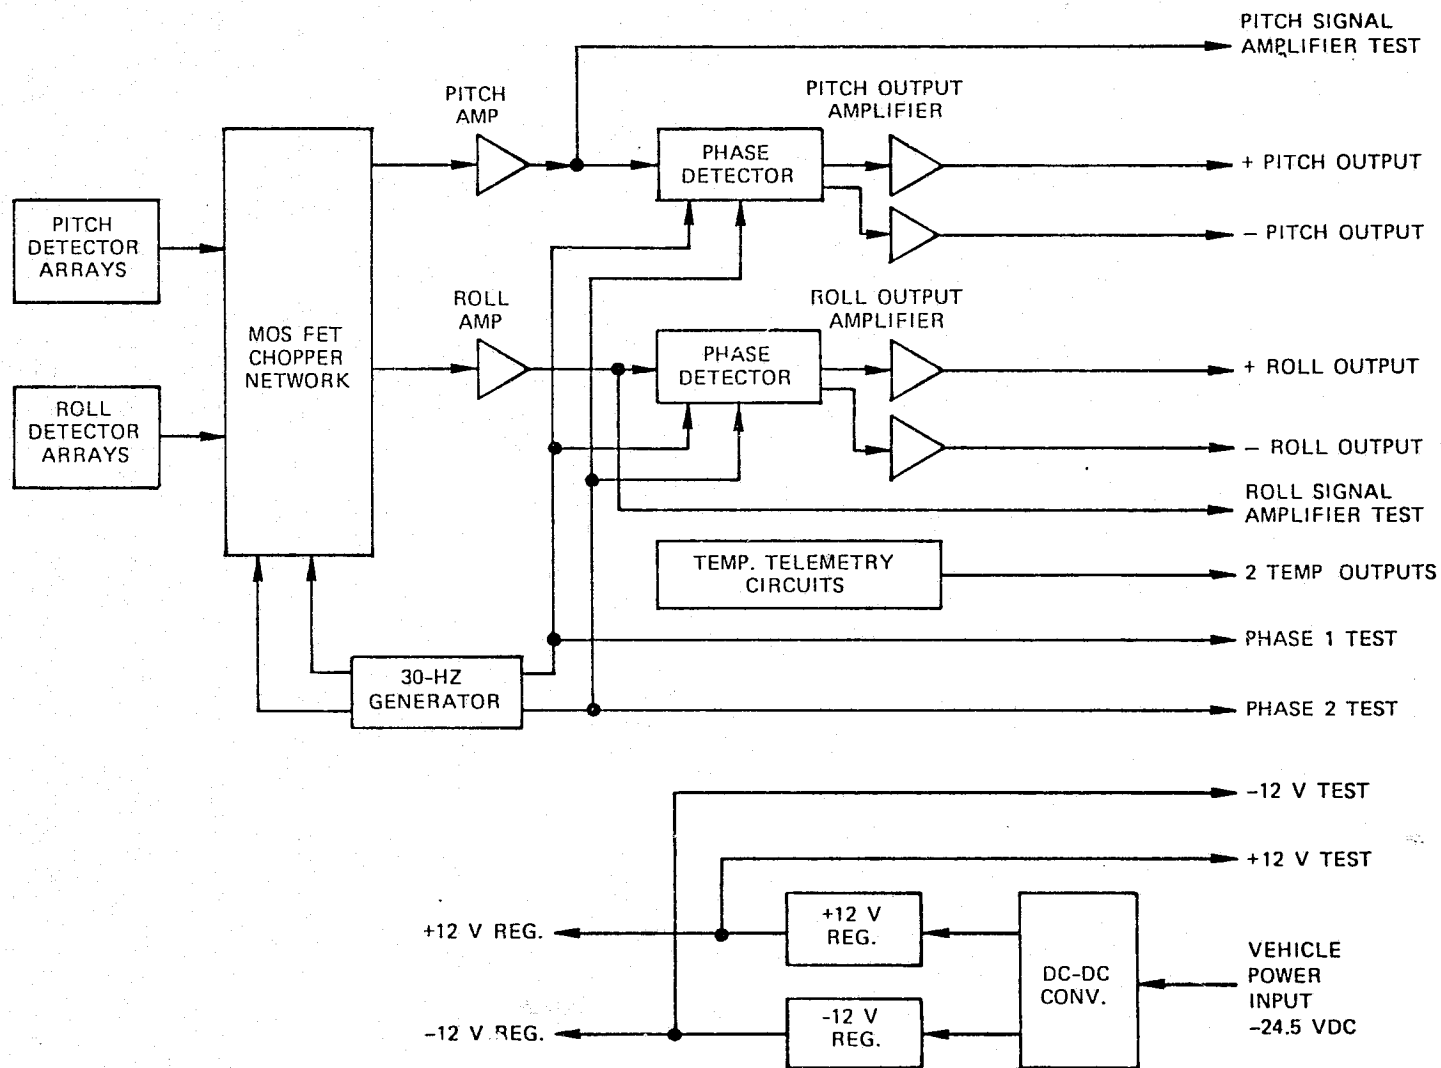 PITCH SIGNAL
AMPLIFIER TEST
PITCH
AMP
PITCH OUTPUT
AMPLIFIER
PHASE
DETECTOR
+ PITCH OUTPUT
PITCH
DETECTOR
ARRAYS
− PITCH OUTPUT
ROLL
AMP
ROLL OUTPUT
AMPLIFIER
MOS FET
CHOPPER
NETWORK
PHASE
DETECTOR
+ ROLL OUTPUT
ROLL
DETECTOR
ARRAYS
− ROLL OUTPUT
ROLL SIGNAL
AMPLIFIER TEST
TEMP. TELEMETRY
CIRCUITS
2 TEMP OUTPUTS
PHASE 1 TEST
30-HZ
GENERATOR
PHASE 2 TEST
-12 V TEST
+12 V TEST
+12 V REG.
+12 V
REG.
DC-DC
CONV.
VEHICLE
POWER
INPUT
-24.5 VDC
-12 V REG.
-12 V
REG.